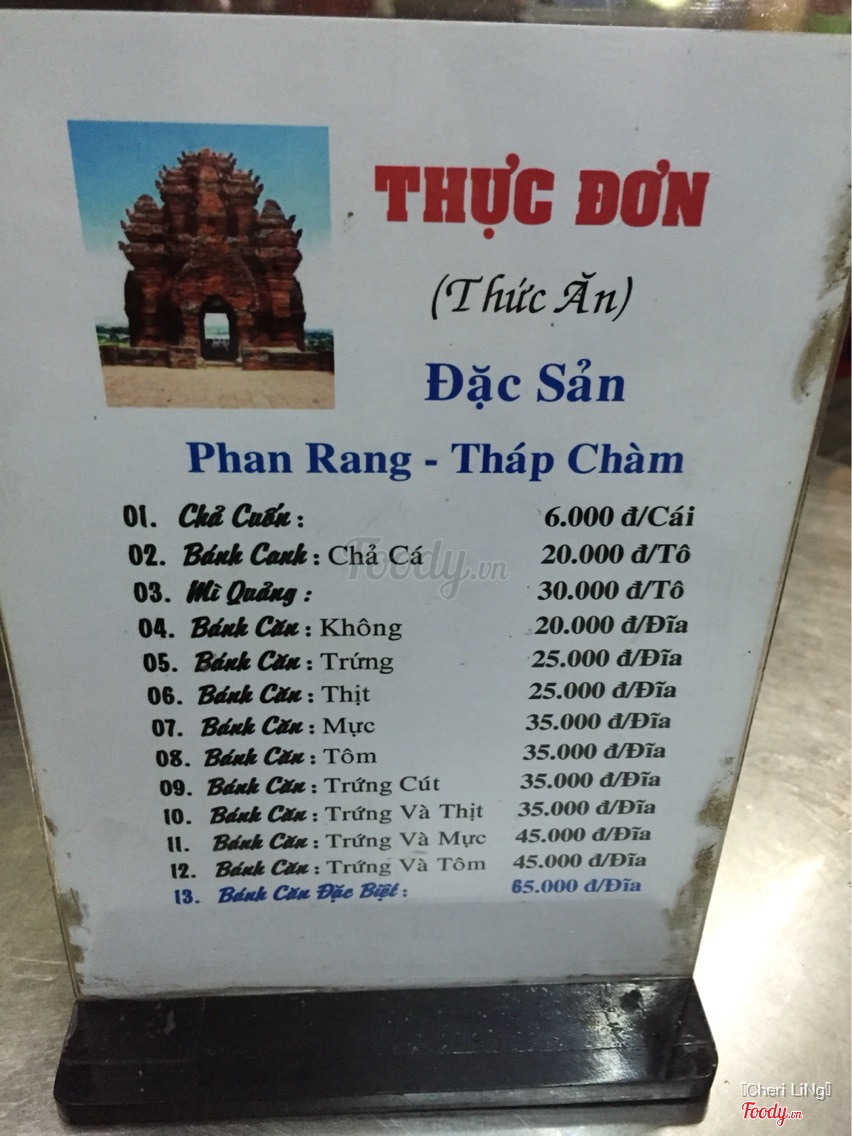 THỰC ĐƠN
(Thức Ăn)
Đặc Sản
Phan Rang - Tháp Chàm
01. Chả Cuốn : 6.000 đ/Cái
02. Bánh Canh : Chả Cá 20.000 đ/Tô
03. Mì Quảng : 30.000 đ/Tô
04. Bánh Căn : Không 20.000 đ/Đĩa
05. Bánh Căn : Trứng 25.000 đ/Đĩa
06. Bánh Căn : Thịt 25.000 đ/Đĩa
07. Bánh Căn : Mực 35.000 đ/Đĩa
08. Bánh Căn : Tôm 35.000 đ/Đĩa
09. Bánh Căn : Trứng Cút 35.000 đ/Đĩa
10. Bánh Căn : Trứng Và Thịt 35.000 đ/Đĩa
11. Bánh Căn : Trứng Và Mực 45.000 đ/Đĩa
12. Bánh Căn : Trứng Và Tôm 45.000 đ/Đĩa
13. Bánh Căn Đặc Biệt : 65.000 đ/Đĩa
Foody.vn
Cheri LiNg
Foody.vn